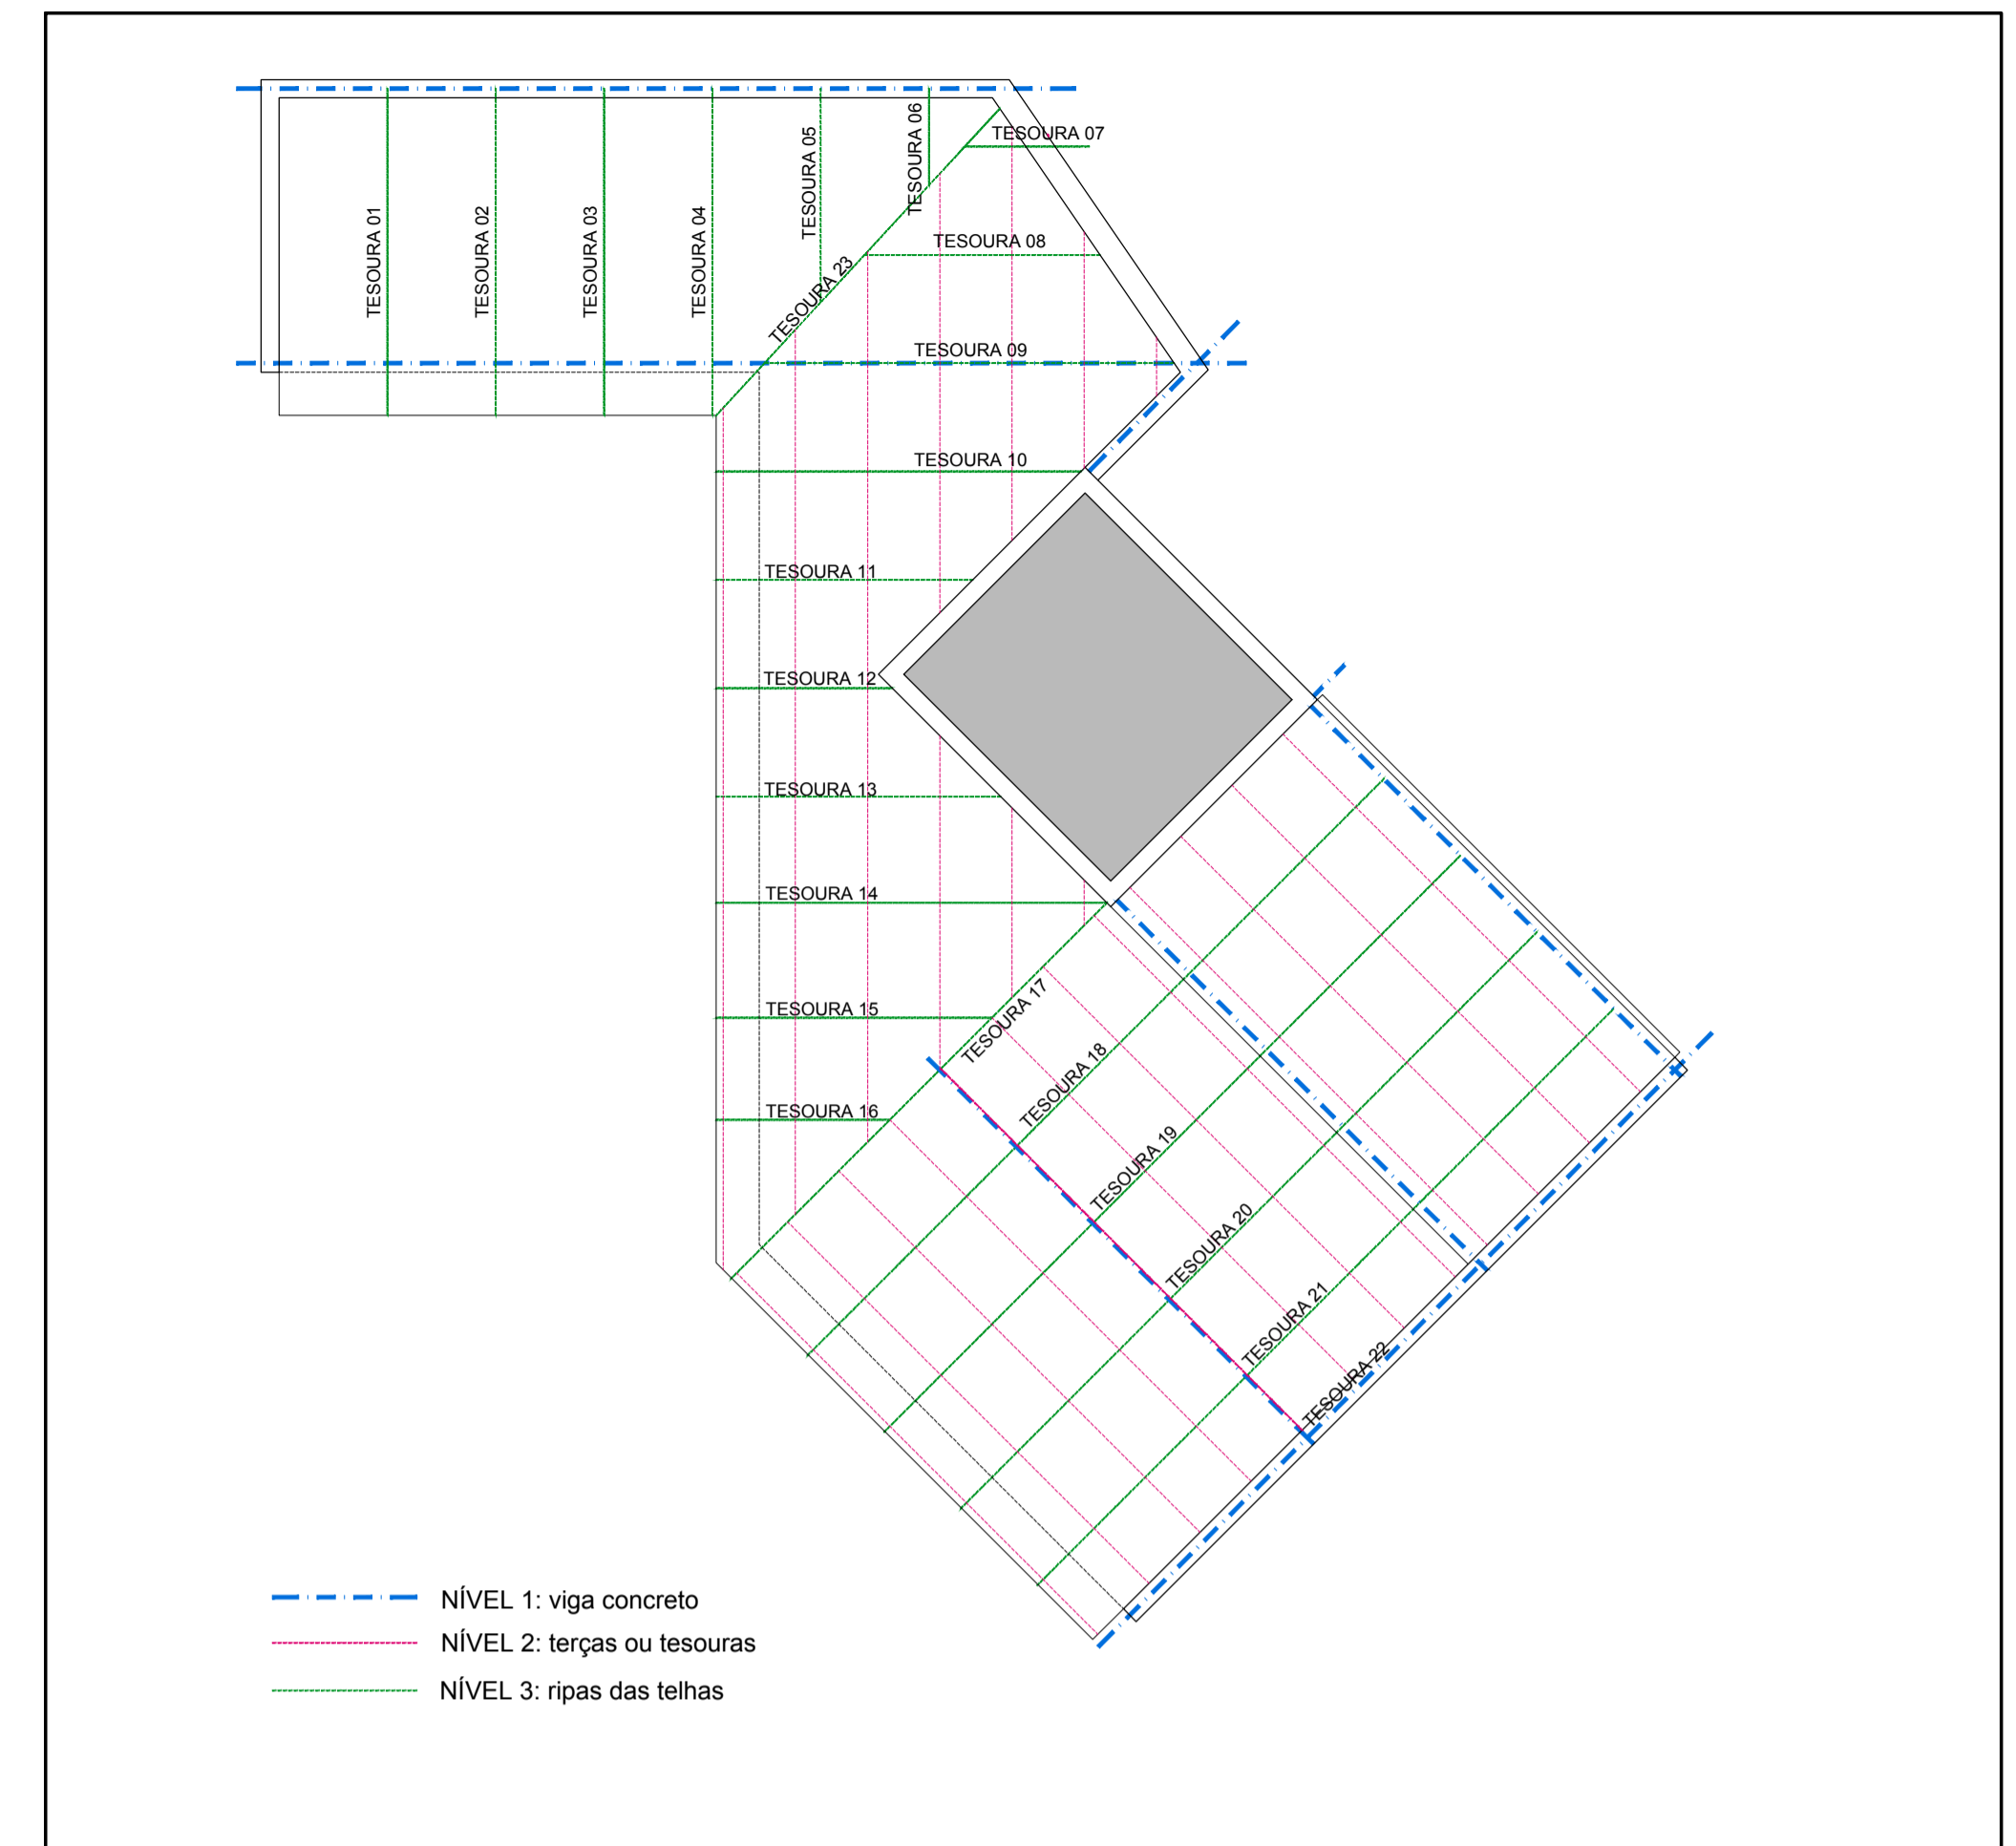 TESOURA 01
TESOURA 02
TESOURA 03
TESOURA 04
TESOURA 05
TESOURA 06
TESOURA 07
TESOURA 08
TESOURA 23
TESOURA 09
TESOURA 10
TESOURA 11
TESOURA 12
TESOURA 13
TESOURA 14
TESOURA 15
TESOURA 16
TESOURA 17
TESOURA 18
TESOURA 19
TESOURA 20
TESOURA 21
TESOURA 22
NÍVEL 1: viga concreto
NÍVEL 2: terças ou tesouras
NÍVEL 3: ripas das telhas